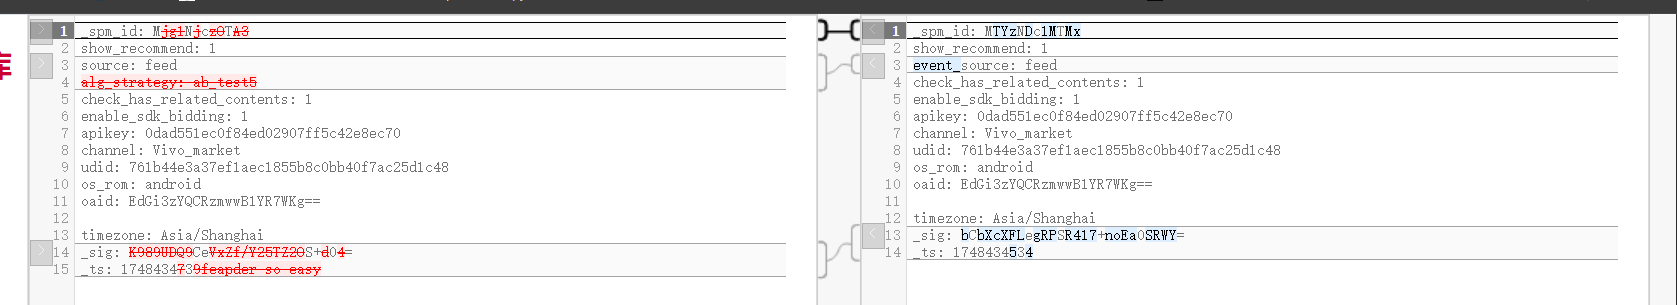 1 _spm_id: Mjg1NjczOTA3
2 show_recommend: 1
3 source: feed
4 alg_strategy: ab_test5
5 check_has_related_contents: 1
6 enable_sdk_bidding: 1
7 apikey: 0dad551ec0f84ed02907ff5c42e8ec70
8 channel: Vivo_market
9 udid: 761b44e3a37ef1aec1855b8c0bb40f7ac25d1c48
10 os_rom: android
11 oaid: EdGi3zYQCRzmwwB1YR7WKg==
12
13 timezone: Asia/Shanghai
14 _sig: K989UDQ9CeVxZf/Y25TZ2OS+d04=
15 _ts: 1748434739feapder so easy
1 _spm_id: MTYzNDc1MTMx
2 show_recommend: 1
3 event_source: feed
4 check_has_related_contents: 1
5 enable_sdk_bidding: 1
6 apikey: 0dad551ec0f84ed02907ff5c42e8ec70
7 channel: Vivo_market
8 udid: 761b44e3a37ef1aec1855b8c0bb40f7ac25d1c48
9 os_rom: android
10 oaid: EdGi3zYQCRzmwwB1YR7WKg==
11
12 timezone: Asia/Shanghai
13 _sig: bCbXcXFLegRPSR417+noEa0SRWY=
14 _ts: 1748434534